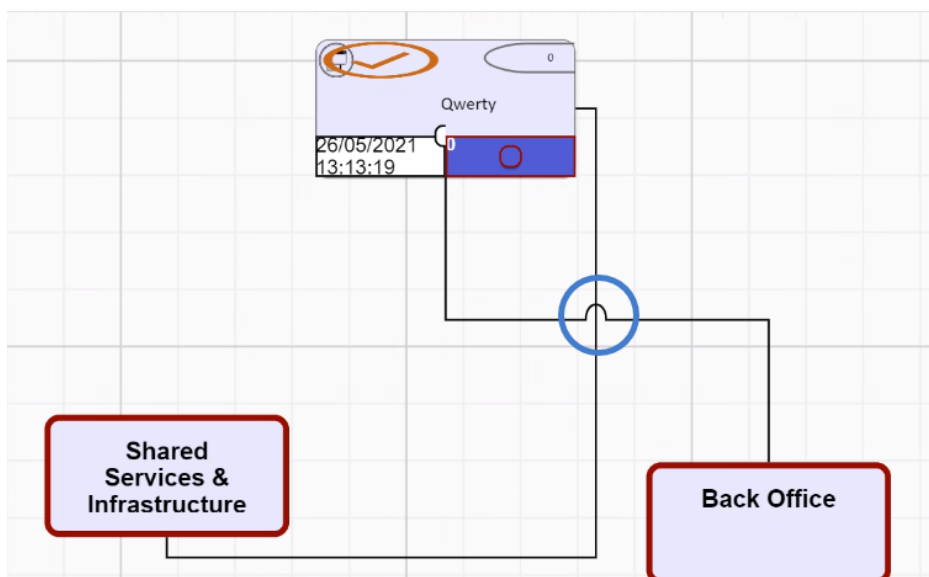 0
Qwerty
26/05/2021
13:13:19
0
Shared
Services &
Infrastructure
Back Office